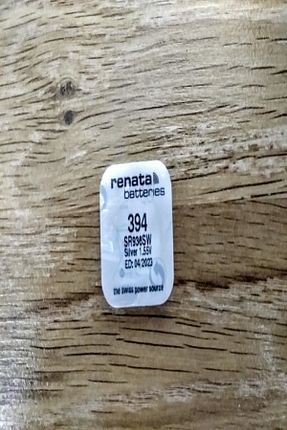 renata
batteries
394
SR936SW
Silver 1.55V
ED: 04/2023
the swiss power source